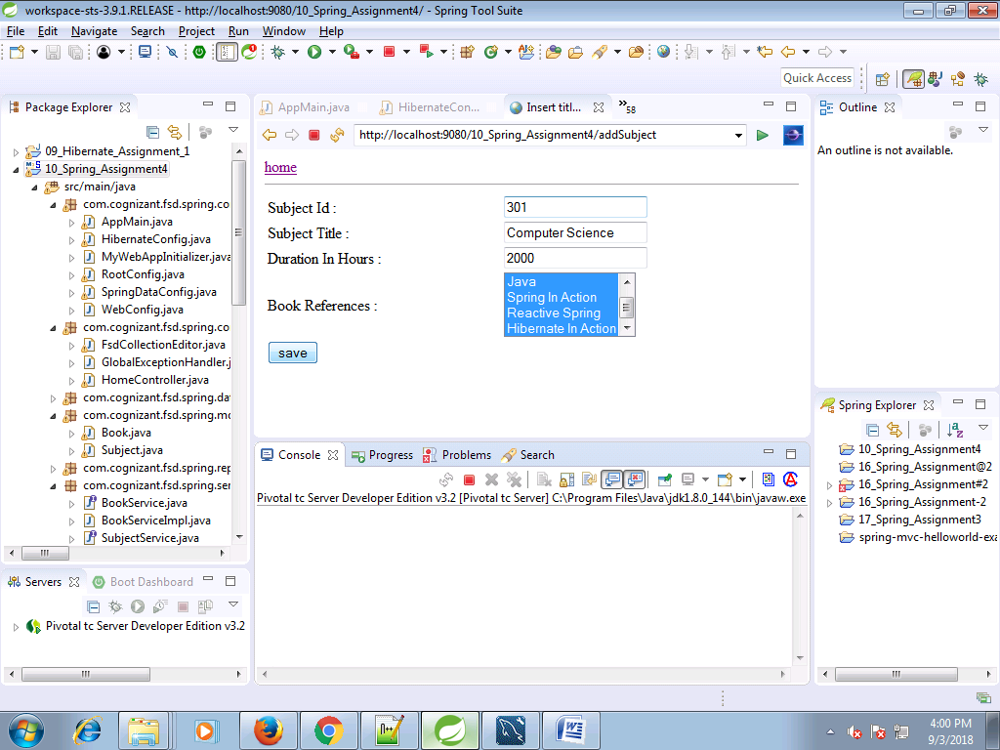 workspace-sts-3.9.1.RELEASE - http://localhost:9080/10_Spring_Assignment4/ - Spring Tool Suite
File Edit Navigate Search Project Run Window Help
Quick Access
Package Explorer
09_Hibernate_Assignment_1
10_Spring_Assignment4
src/main/java
com.cognizant.fsd.spring.co
AppMain.java
HibernateConfig.java
MyWebAppInitializer.java
RootConfig.java
SpringDataConfig.java
WebConfig.java
com.cognizant.fsd.spring.co
FsdCollectionEditor.java
GlobalExceptionHandler.j
HomeController.java
com.cognizant.fsd.spring.da
com.cognizant.fsd.spring.mo
Book.java
Subject.java
com.cognizant.fsd.spring.rep
com.cognizant.fsd.spring.ser
BookService.java
BookServiceImpl.java
SubjectService.java
Servers Boot Dashboard
Pivotal tc Server Developer Edition v3.2
AppMain.java HibernateCon... Insert titl... »58
http://localhost:9080/10_Spring_Assignment4/addSubject
home
Subject Id : 301
Subject Title : Computer Science
Duration In Hours : 2000
Book References :
Java
Spring In Action
Reactive Spring
Hibernate In Action
save
Console Progress Problems Search
Pivotal tc Server Developer Edition v3.2 [Pivotal tc Server] C:\Program Files\Java\jdk1.8.0_144\bin\javaw.exe
Outline
An outline is not available.
Spring Explorer
10_Spring_Assignment4
16_Spring_Assignment@2
16_Spring_Assignment#2
16_Spring_Assignment-2
17_Spring_Assignment3
spring-mvc-helloworld-exa
4:00 PM
9/3/2018